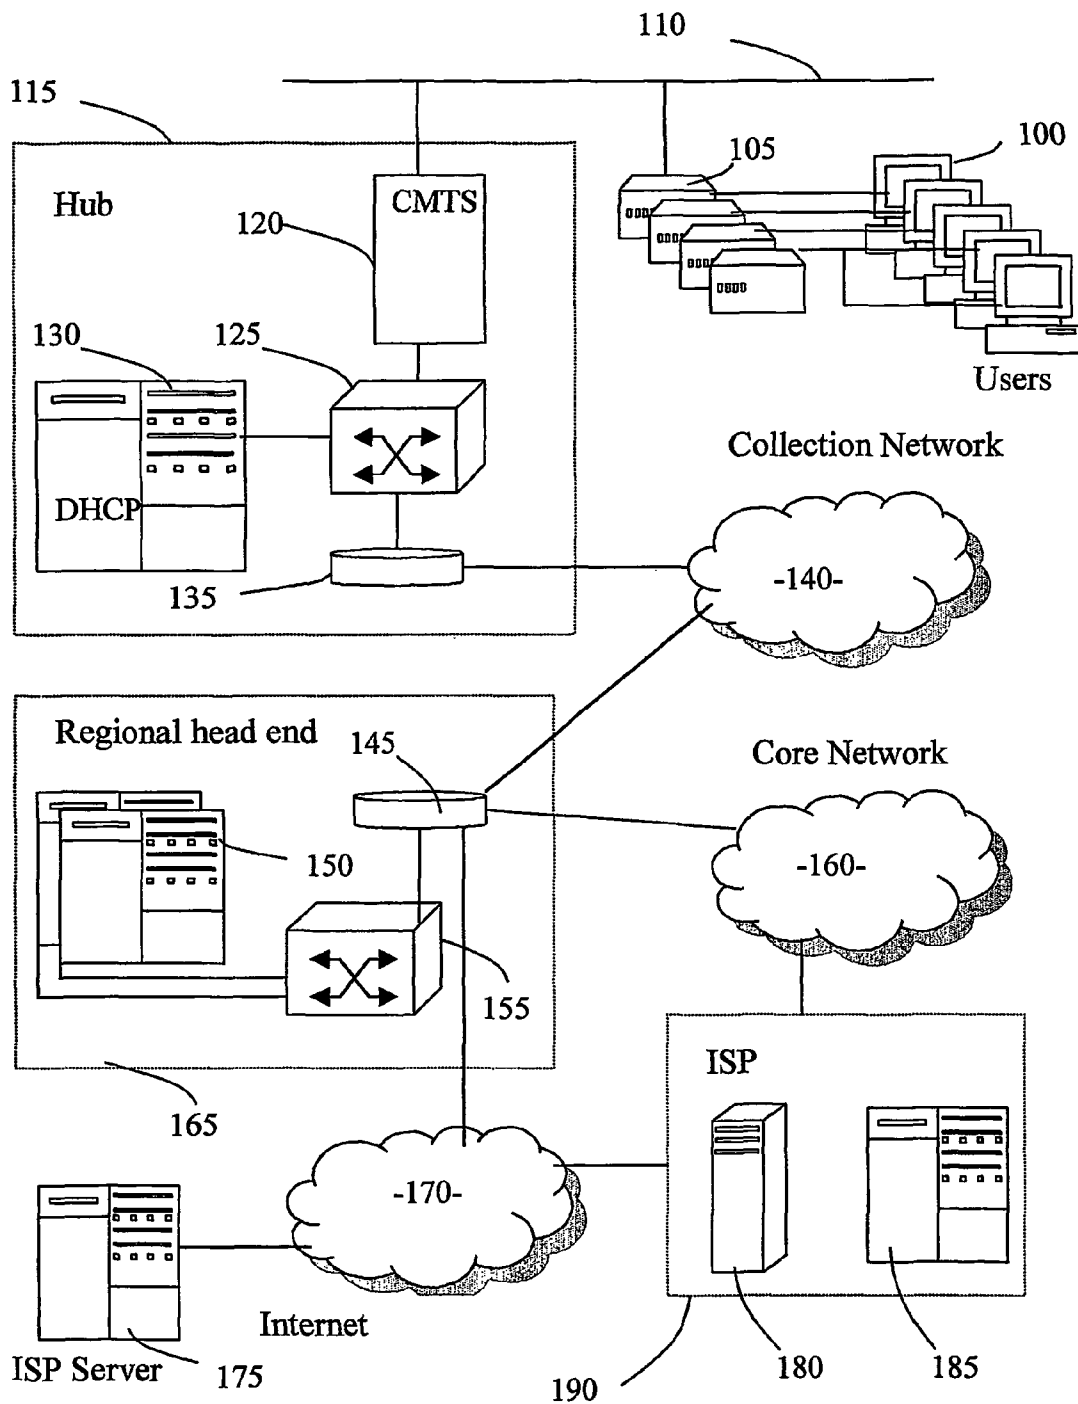 110
115
105
100
Hub
CMTS
120
130
125
Users
Collection Network
DHCP
-140-
135
Regional head end
145
Core Network
150
-160-
155
ISP
165
-170-
Internet
ISP Server
175
180
185
190